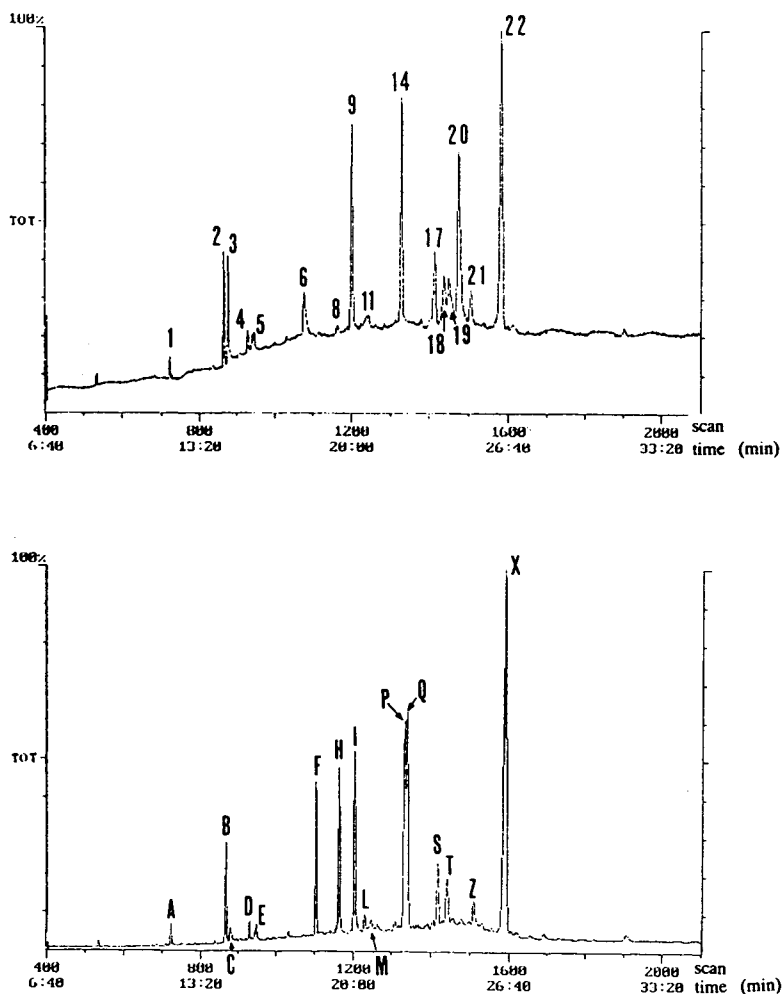 100%
22
14
9
20
TOT
2 3
17
6
21
4
5
8
11
1
18
19
400 800 1200 1600 2000 scan
6:40 13:20 20:00 26:40 33:20 time (min)
100%
X
Q
P
TOT
F H I
B
S
T
A
D E
L
Z
C
M
400 800 1200 1600 2000 scan
6:40 13:20 20:00 26:40 33:20 time (min)